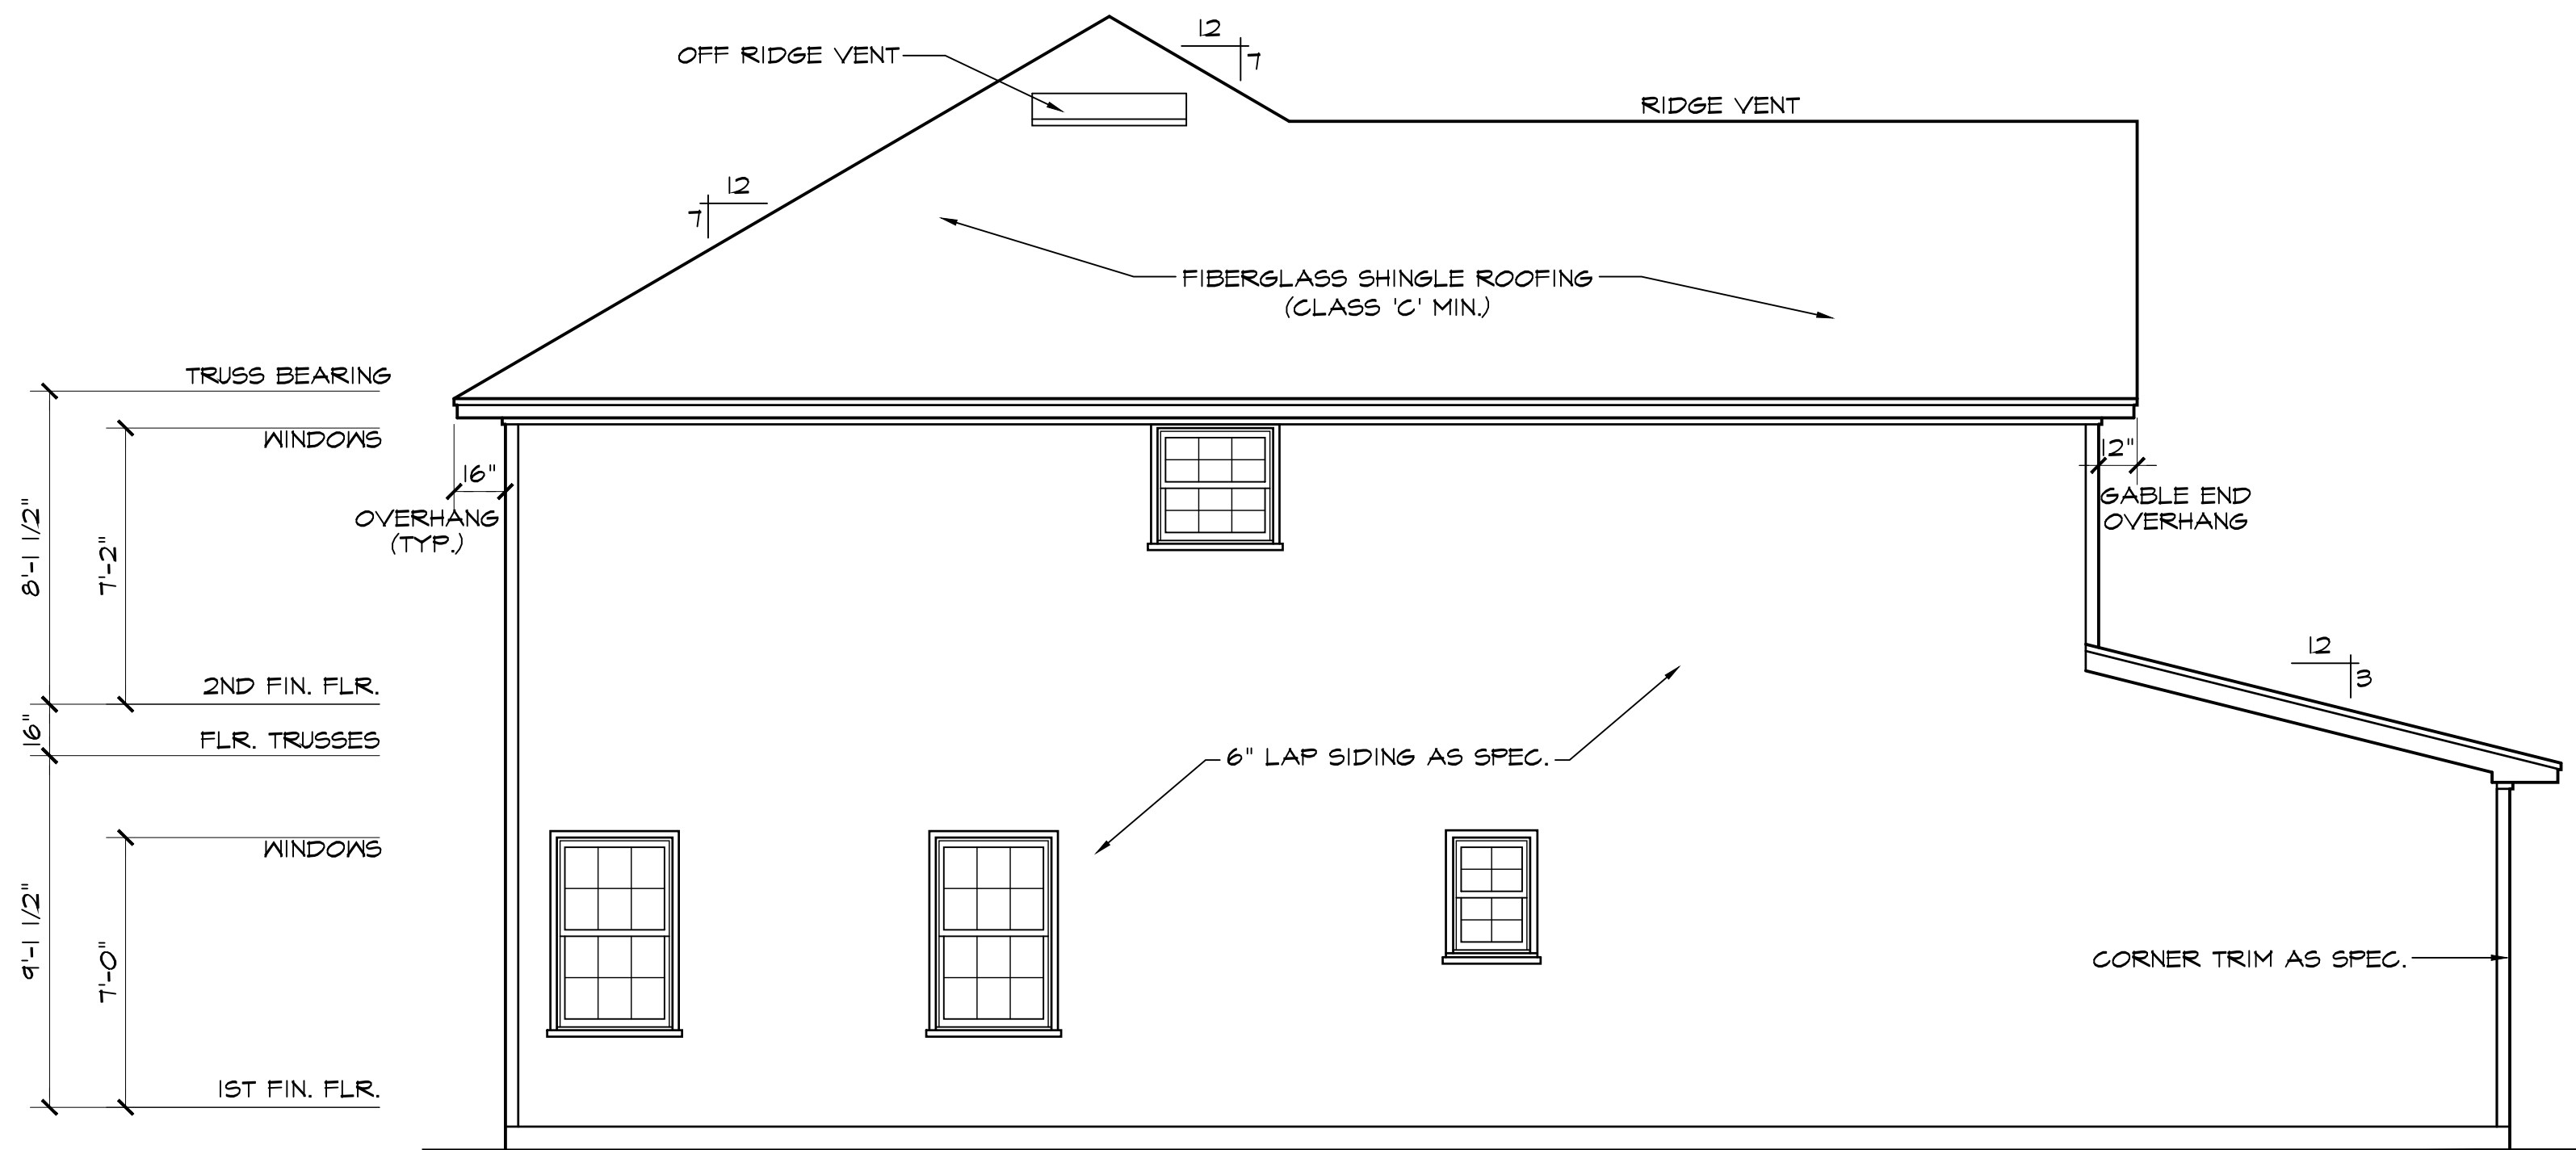 12
7
OFF RIDGE VENT
RIDGE VENT
12
7
FIBERGLASS SHINGLE ROOFING
(CLASS 'C' MIN.)
TRUSS BEARING
WINDOWS
16"
OVERHANG
(TYP.)
12"
GABLE END
OVERHANG
8'-1 1/2"
7'-2"
12
3
2ND FIN. FLR.
16"
FLR. TRUSSES
6" LAP SIDING AS SPEC.
WINDOWS
9'-1 1/2"
7'-0"
CORNER TRIM AS SPEC.
1ST FIN. FLR.